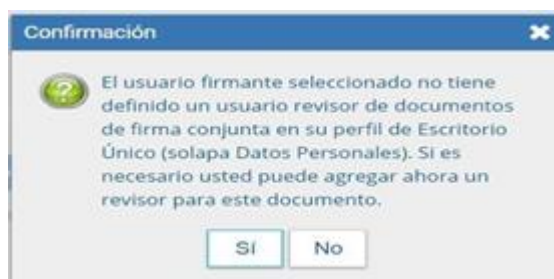 Confirmación
El usuario firmante seleccionado no tiene
definido un usuario revisor de documentos
de firma conjunta en su perfil de Escritorio
Único (solapa Datos Personales). Si es
necesario usted puede agregar ahora un
revisor para este documento.
Sí No